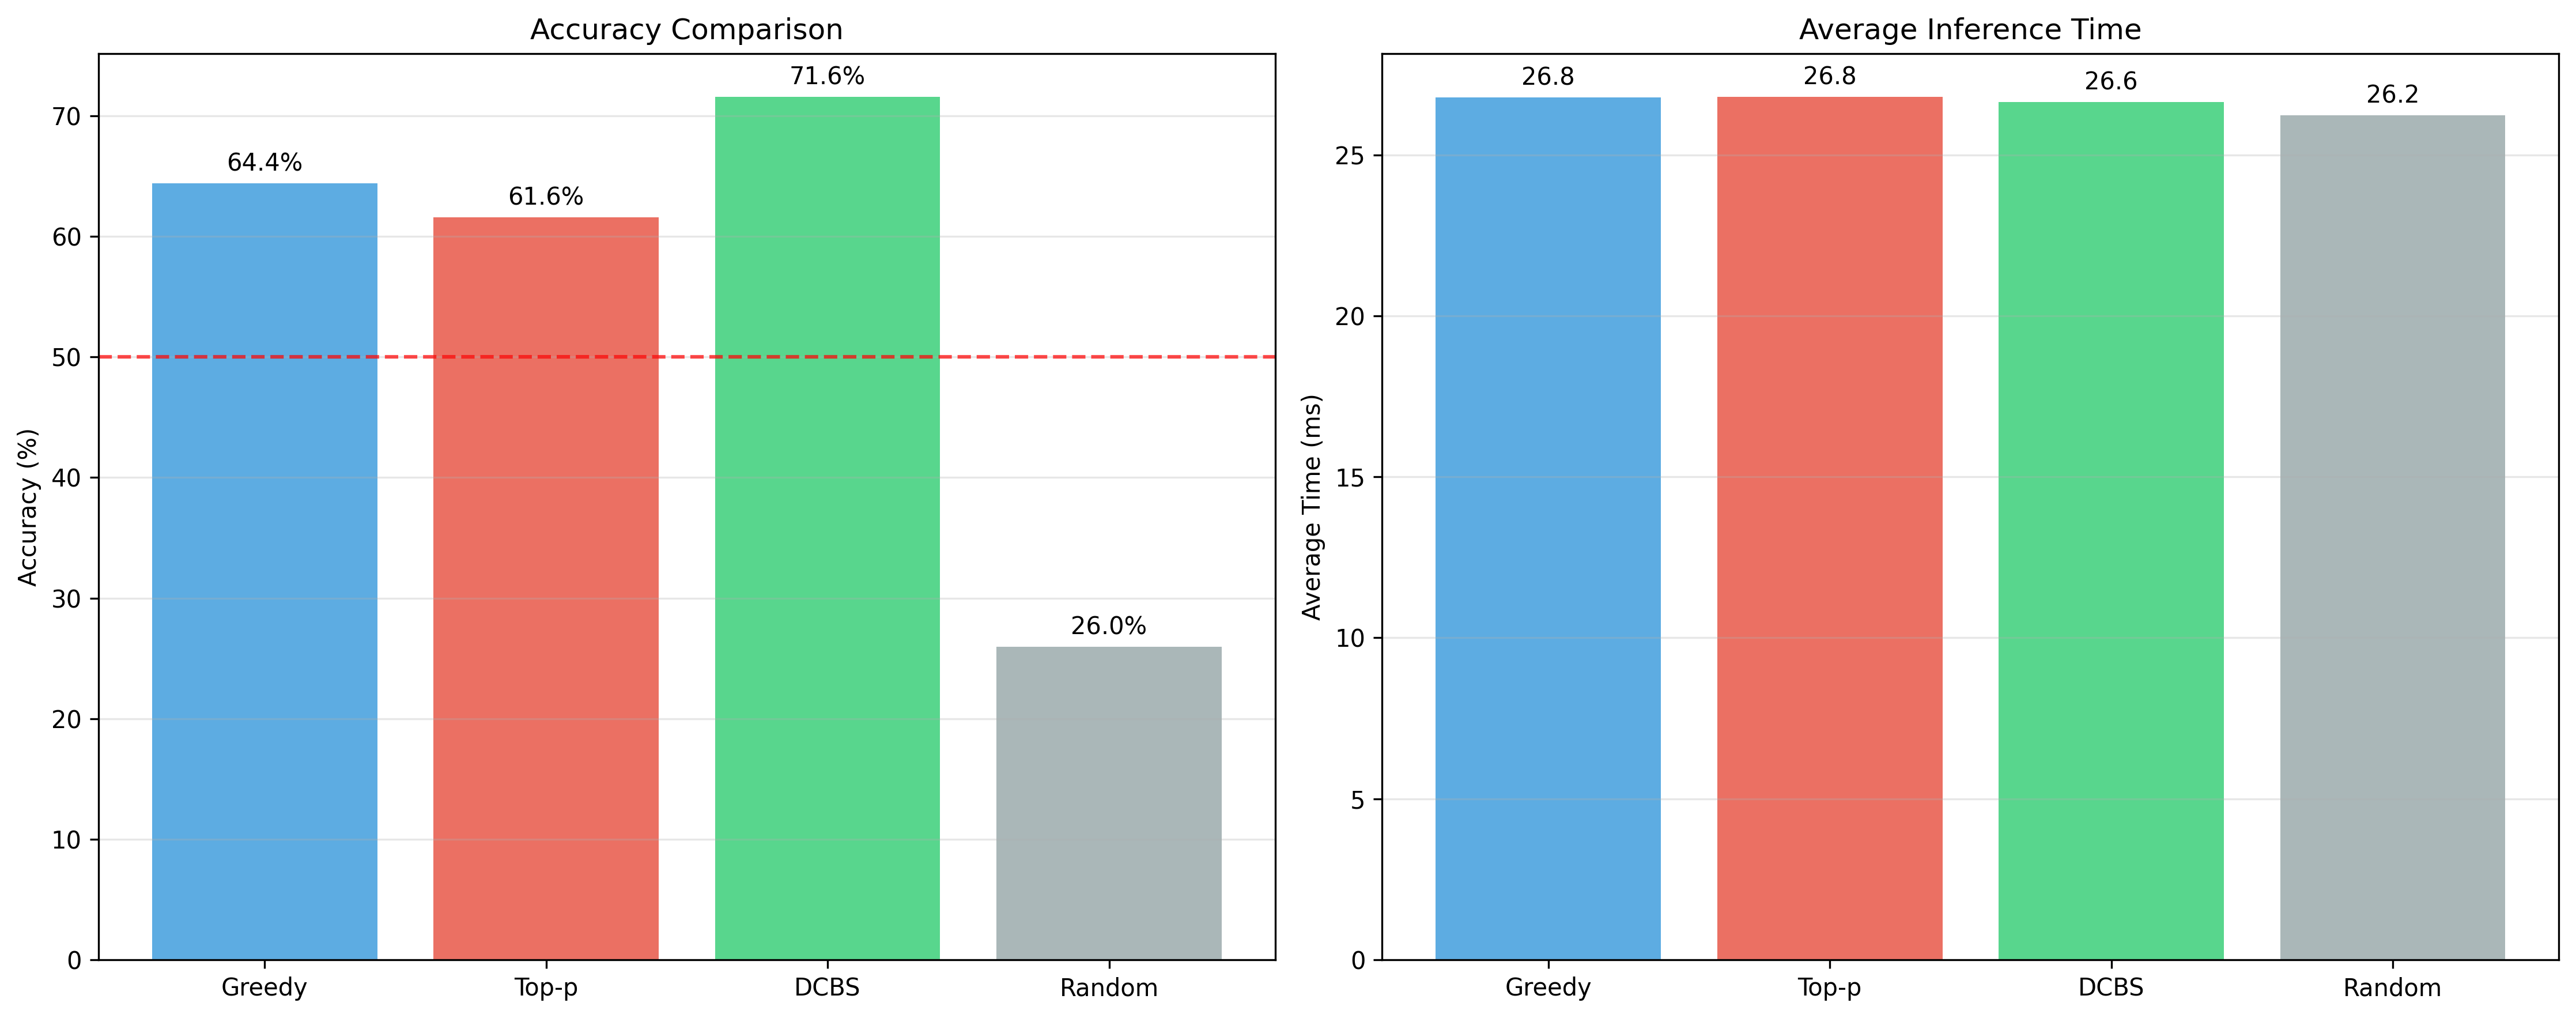 Accuracy Comparison
Accuracy (%)
70
60
50
40
30
20
10
0
64.4%
61.6%
71.6%
26.0%
Greedy
Top-p
DCBS
Random
Average Inference Time
Average Time (ms)
25
20
15
10
5
0
26.8
26.8
26.6
26.2
Greedy
Top-p
DCBS
Random